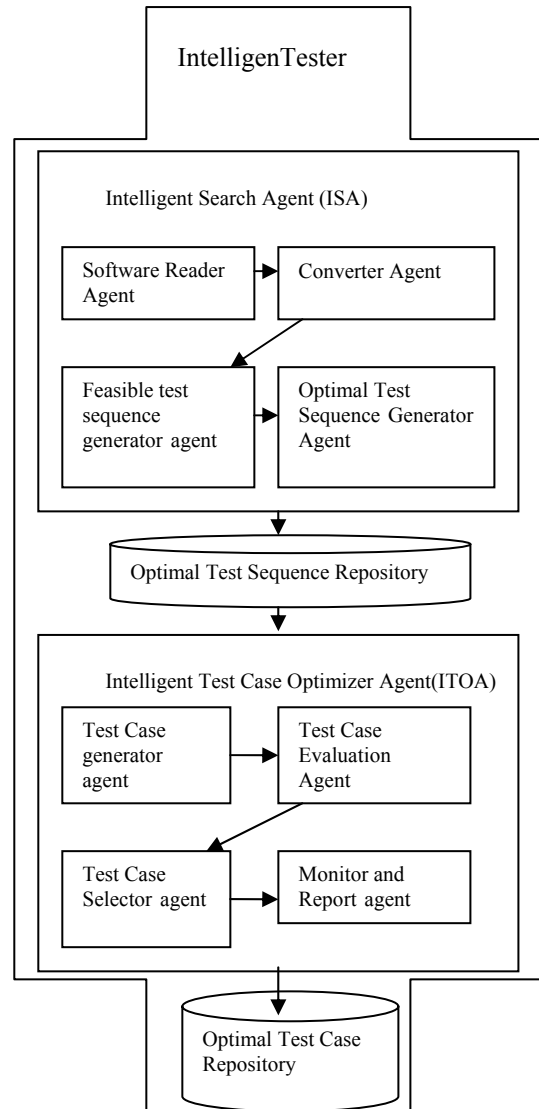 IntelligenTester
Intelligent Search Agent (ISA)
Software Reader
Agent
Converter Agent
Feasible test
sequence
generator agent
Optimal Test
Sequence Generator
Agent
Optimal Test Sequence Repository
Intelligent Test Case Optimizer Agent(ITOA)
Test Case
generator
agent
Test Case
Evaluation
Agent
Test Case
Selector agent
Monitor and
Report agent
Optimal Test Case
Repository